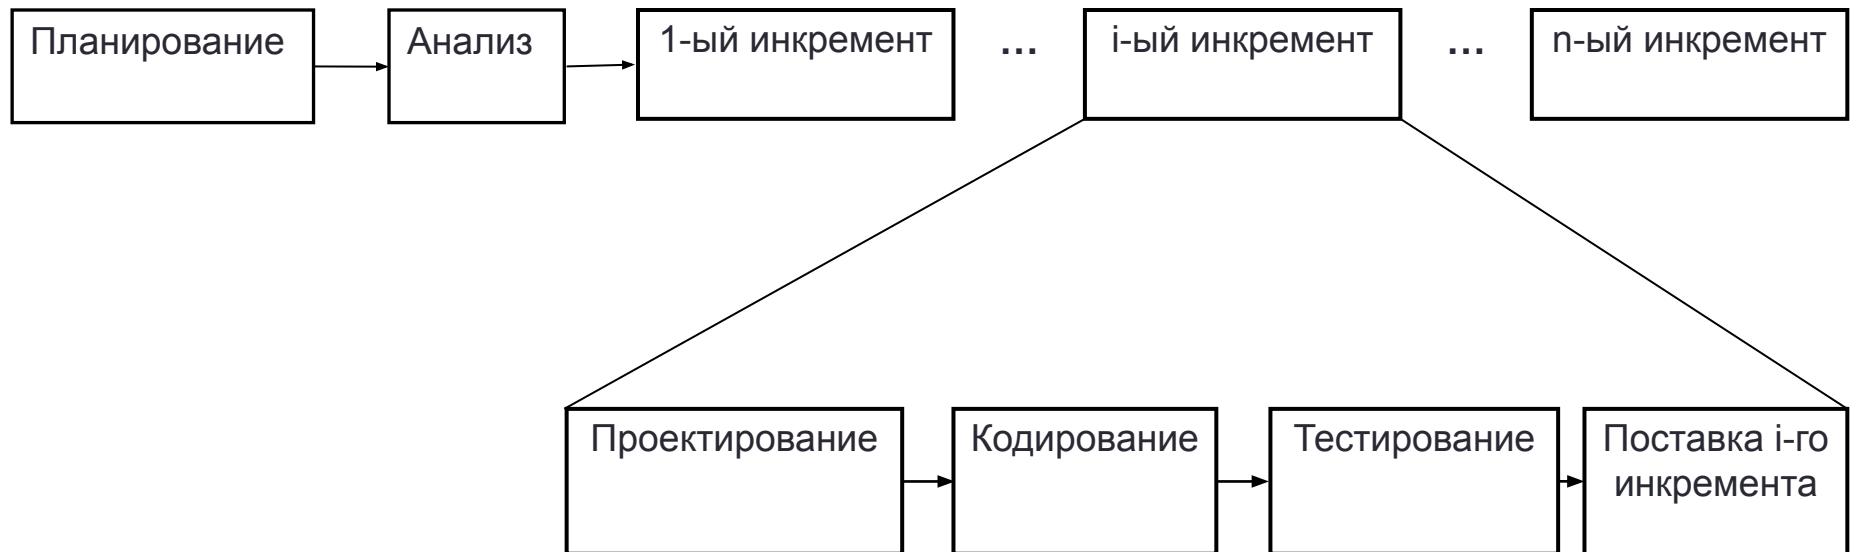 Планирование
Анализ
1-ый инкремент
...
i-ый инкремент
...
n-ый инкремент
Проектирование
Кодирование
Тестирование
Поставка i-го
инкремента